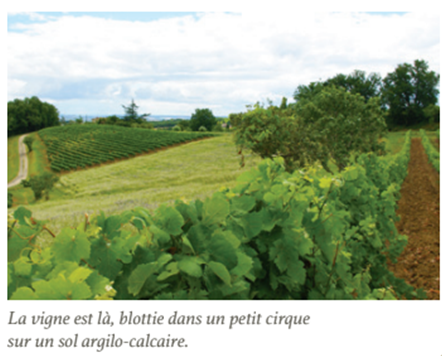 La vigne est là, blottie dans un petit cirque
sur un sol argilo-calcaire.